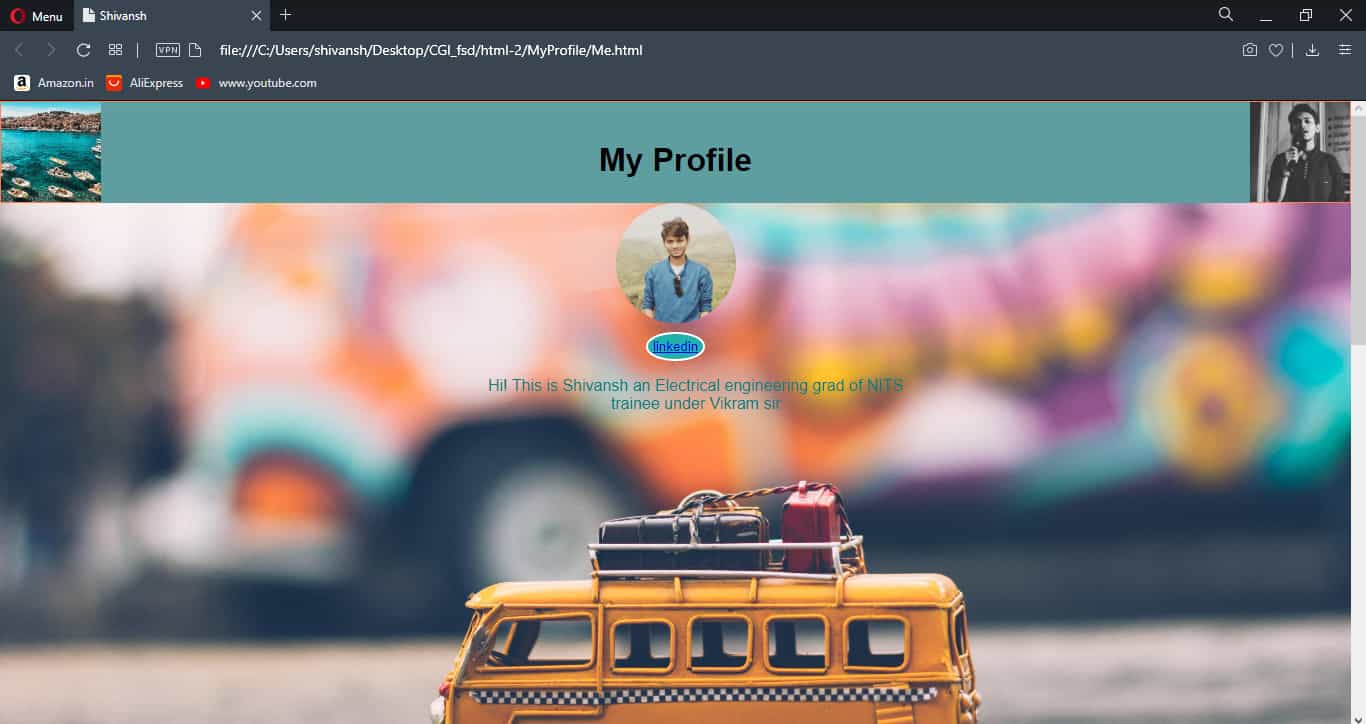 Menu
Shivansh
VPN
file:///C:/Users/shivansh/Desktop/CGI_fsd/html-2/MyProfile/Me.html
a Amazon.in
AliExpress
www.youtube.com
My Profile
linkedin
Hi! This is Shivansh an Electrical engineering grad of NITS
trainee under Vikram sir